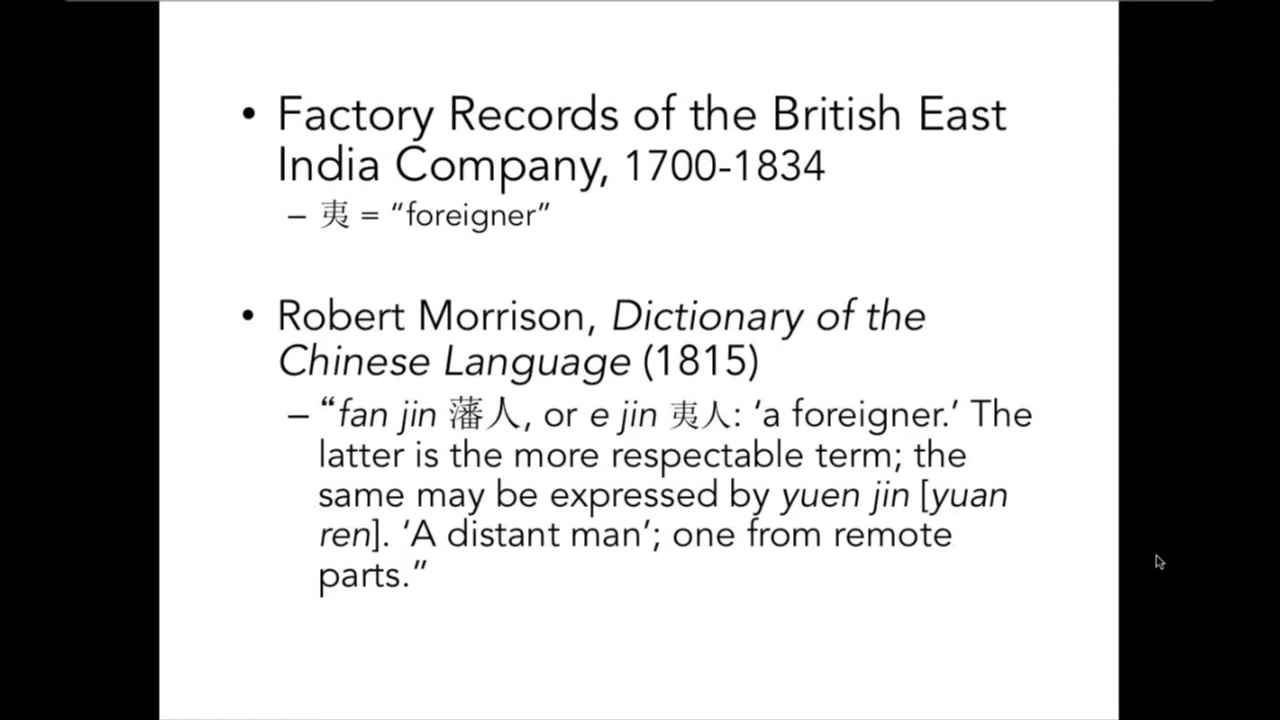 • Factory Records of the British East
India Company, 1700-1834
– 夷 = “foreigner”
• Robert Morrison, Dictionary of the
Chinese Language (1815)
– “fan jin 藩人, or e jin 夷人: ‘a foreigner.’ The
latter is the more respectable term; the
same may be expressed by yuen jin [yuan
ren]. ‘A distant man’; one from remote
parts.”